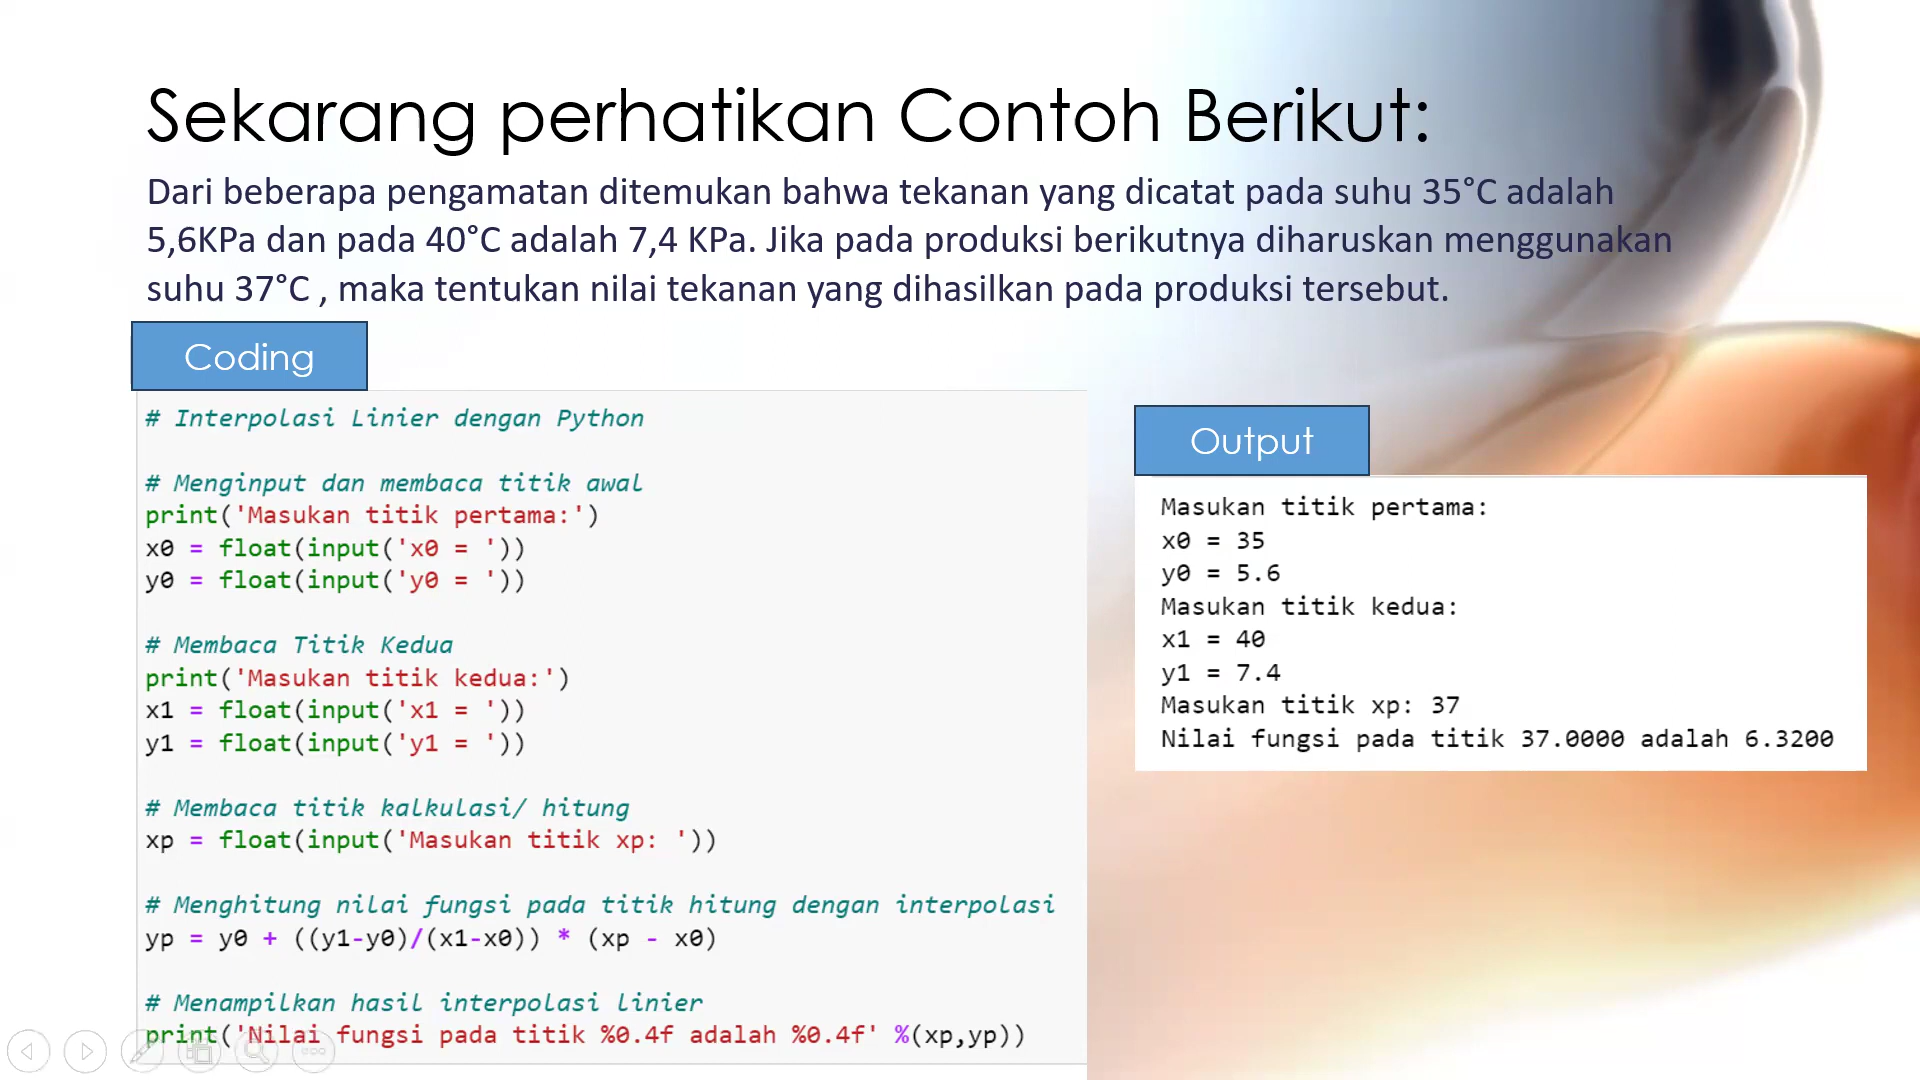 Sekarang perhatikan Contoh Berikut:
Dari beberapa pengamatan ditemukan bahwa tekanan yang dicatat pada suhu 35°C adalah
5,6KPa dan pada 40°C adalah 7,4 KPa. Jika pada produksi berikutnya diharuskan menggunakan
suhu 37°C , maka tentukan nilai tekanan yang dihasilkan pada produksi tersebut.
Coding
# Interpolasi Linier dengan Python
# Menginput dan membaca titik awal
print('Masukan titik pertama:')
x0 = float(input('x0 = '))
y0 = float(input('y0 = '))
# Membaca Titik Kedua
print('Masukan titik kedua:')
x1 = float(input('x1 = '))
y1 = float(input('y1 = '))
# Membaca titik kalkulasi/ hitung
xp = float(input('Masukan titik xp: '))
# Menghitung nilai fungsi pada titik hitung dengan interpolasi
yp = y0 + ((y1-y0)/(x1-x0)) * (xp - x0)
# Menampilkan hasil interpolasi linier
print('Nilai fungsi pada titik %0.4f adalah %0.4f' %(xp,yp))
Output
Masukan titik pertama:
x0 = 35
y0 = 5.6
Masukan titik kedua:
x1 = 40
y1 = 7.4
Masukan titik xp: 37
Nilai fungsi pada titik 37.0000 adalah 6.3200